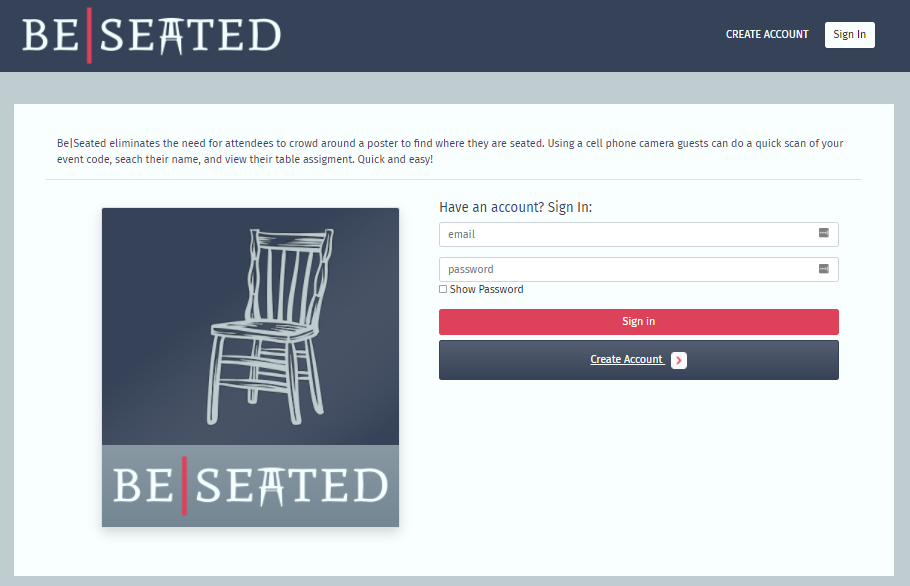 BE|SEATED
CREATE ACCOUNT
Sign In
Be|Seated eliminates the need for attendees to crowd around a poster to find where they are seated. Using a cell phone camera guests can do a quick scan of your
event code, seach their name, and view their table assigment. Quick and easy!
Have an account? Sign In:
email
password
Show Password
Sign in
Create Account
BE|SEATED